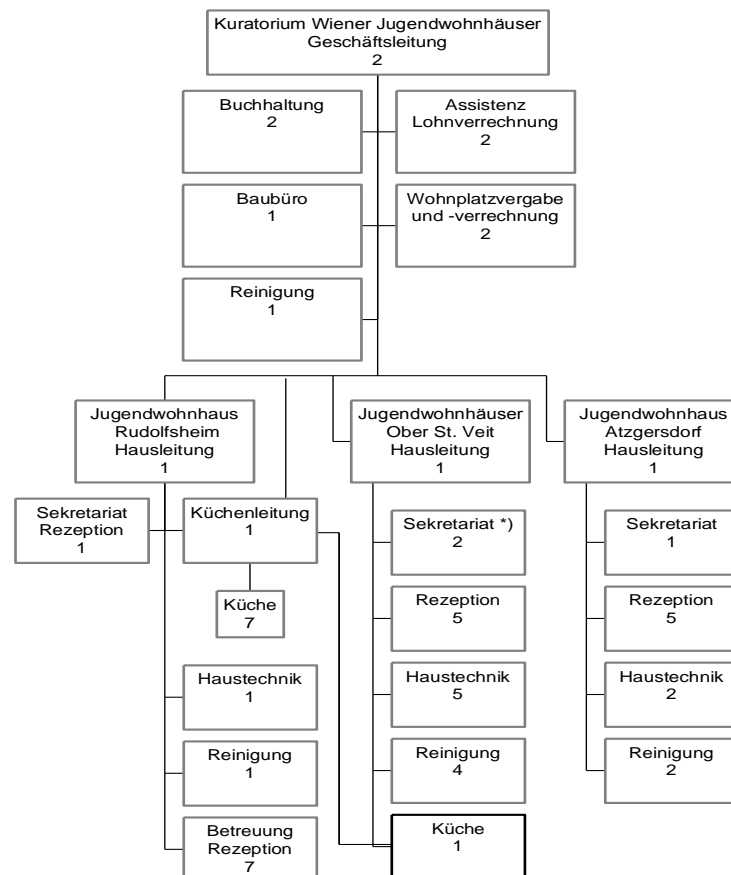 Kuratorium Wiener Jugendwohnhäuser
Geschäftsleitung
2
Buchhaltung
2
Assistenz
Lohnverrechnung
2
Baubüro
1
Wohnplatzvergabe
und -verrechnung
2
Reinigung
1
Jugendwohnhaus
Rudolfsheim
Hausleitung
1
Jugendwohnhäuser
Ober St. Veit
Hausleitung
1
Jugendwohnhaus
Atzgersdorf
Hausleitung
1
Sekretariat
Rezeption
1
Küchenleitung
1
Küche
7
Haustechnik
1
Reinigung
1
Betreuung
Rezeption
7
Sekretariat *)
2
Rezeption
5
Haustechnik
5
Reinigung
4
Küche
1
Sekretariat
1
Rezeption
5
Haustechnik
2
Reinigung
2